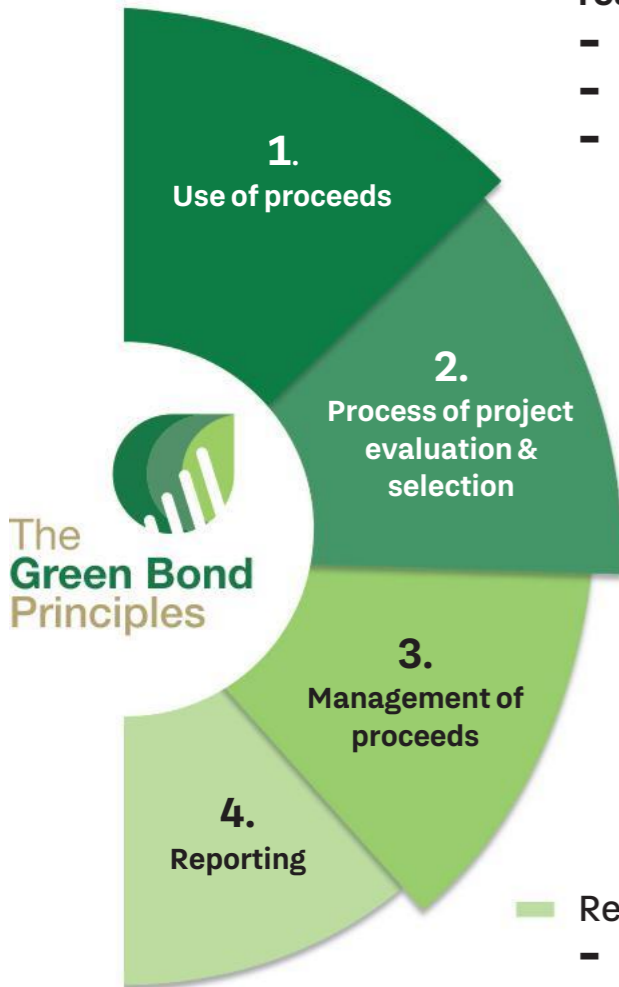 1.
Use of proceeds
2.
Process of project
evaluation &
selection
The
Green Bond
Principles
3.
Management of
proceeds
4.
Reporting
Re
-
-
-
-